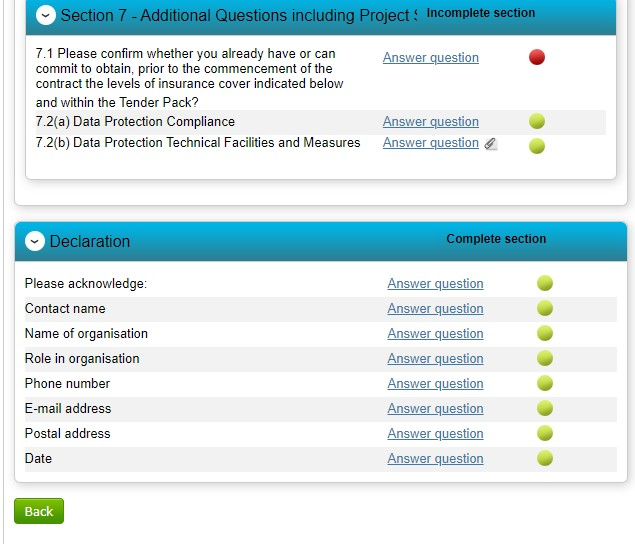 Section 7 - Additional Questions including Project Incomplete section
7.1 Please confirm whether you already have or can Answer question
commit to obtain, prior to the commencement of the
contract the levels of insurance cover indicated below
and within the Tender Pack?
7.2(a) Data Protection Compliance Answer question
7.2(b) Data Protection Technical Facilities and Measures Answer question
Declaration Complete section
Please acknowledge: Answer question
Contact name Answer question
Name of organisation Answer question
Role in organisation Answer question
Phone number Answer question
E-mail address Answer question
Postal address Answer question
Date Answer question
Back